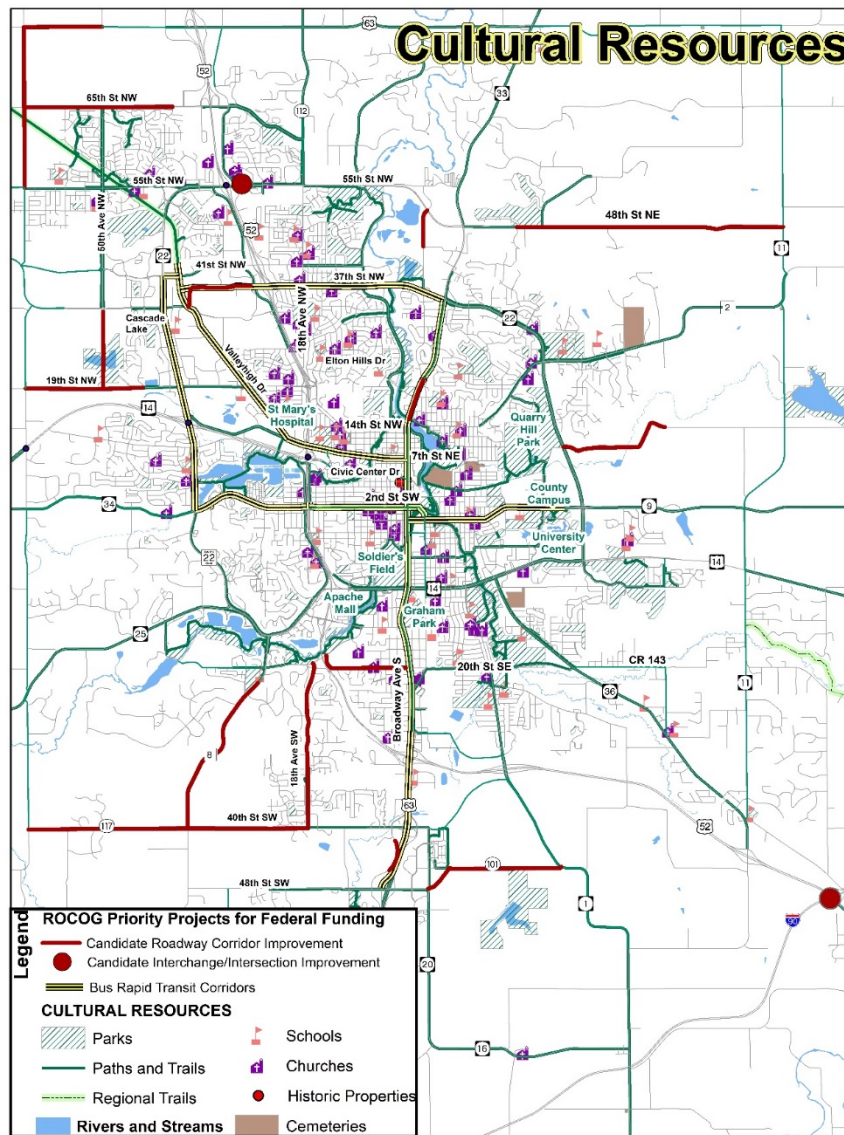 Cultural Resources
63
52
65th St NW
112
33
55th St NW
55th St NW
50th Ave NW
48th St NE
52
11
22
41st St NW
37th St NW
2
22
18th Ave NW
Cascade
Lake
Valleyhigh Dr
Elton Hills Dr
19th St NW
14
St Mary's
Hospital
14th St NW
Quarry
Hill
Park
7th St NE
Civic Center Dr
County
Campus
2nd St SW
34
9
University
Center
22
Soldier's
Field
14
14
Apache
Mall
Graham
Park
25
20th St SE
CR 143
11
36
Broadway Ave S
18th Ave SW
8
63
52
117
40th St SW
101
48th St SW
1
90
20
16
Legend
ROCOG Priority Projects for Federal Funding
Candidate Roadway Corridor Improvement
Candidate Interchange/Intersection Improvement
Bus Rapid Transit Corridors
CULTURAL RESOURCES
Parks
Schools
Paths and Trails
Churches
Regional Trails
Historic Properties
Rivers and Streams
Cemeteries